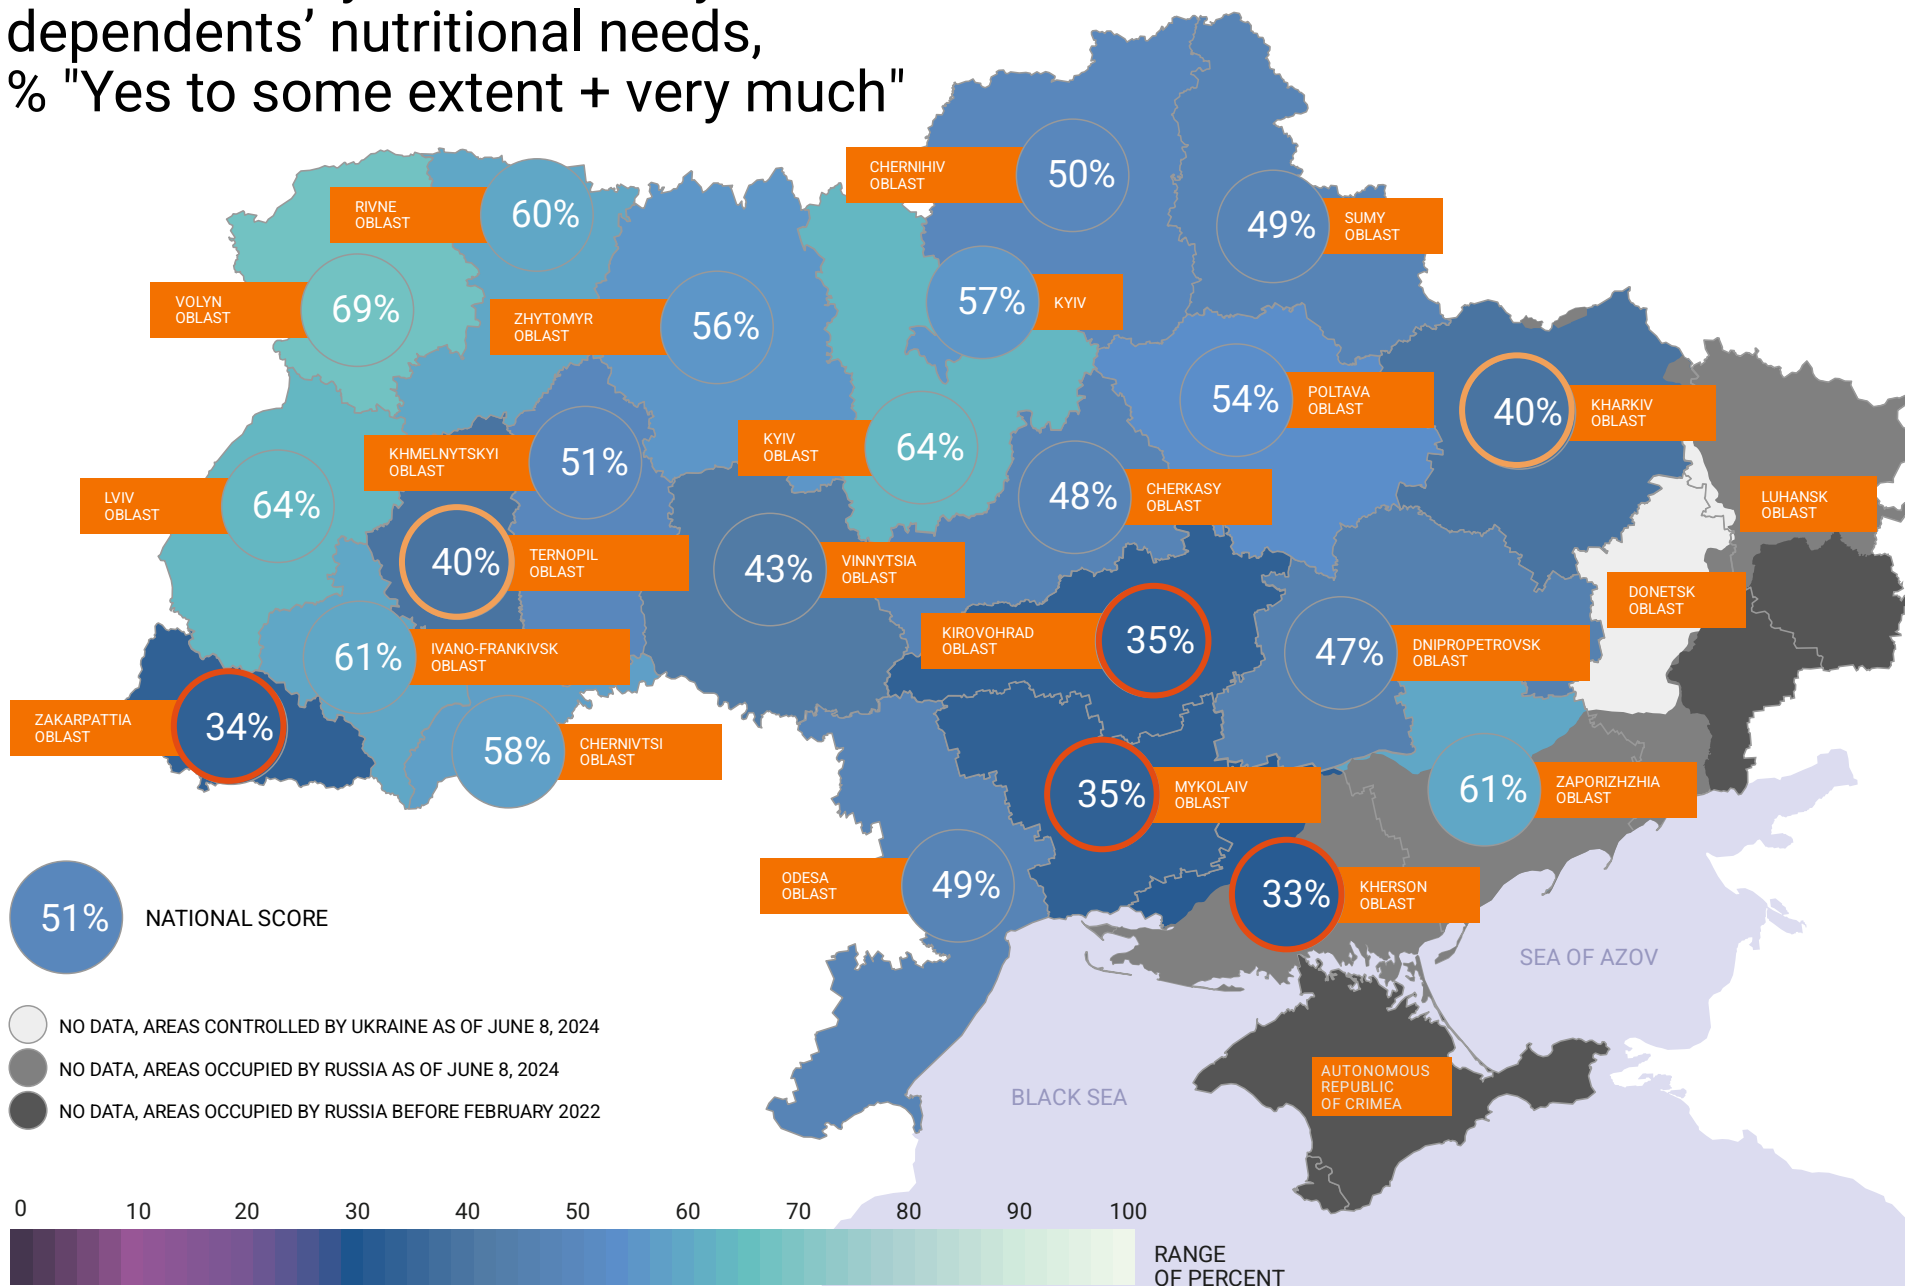 dependents’ nutritional needs,
% "Yes to some extent + very much"
CHERNIHIV
OBLAST
50%
RIVNE
OBLAST
60%
49%
SUMY
OBLAST
VOLYN
OBLAST
69%
ZHYTOMYR
OBLAST
56%
57%
KYIV
54%
POLTAVA
OBLAST
40%
KHARKIV
OBLAST
KHMELNYTSKYI
OBLAST
51%
KYIV
OBLAST
64%
LVIV
OBLAST
64%
48%
CHERKASY
OBLAST
LUHANSK
OBLAST
40%
TERNOPIL
OBLAST
43%
VINNYTSIA
OBLAST
DONETSK
OBLAST
KIROVOHRAD
OBLAST
35%
47%
DNIPROPETROVSK
OBLAST
61%
IVANO-FRANKIVSK
OBLAST
ZAKARPATTIA
OBLAST
34%
58%
CHERNIVTSI
OBLAST
35%
MYKOLAIV
OBLAST
61%
ZAPORIZHZHIA
OBLAST
ODESA
OBLAST
49%
33%
KHERSON
OBLAST
51%
NATIONAL SCORE
SEA OF AZOV
NO DATA, AREAS CONTROLLED BY UKRAINE AS OF JUNE 8, 2024
NO DATA, AREAS OCCUPIED BY RUSSIA AS OF JUNE 8, 2024
NO DATA, AREAS OCCUPIED BY RUSSIA BEFORE FEBRUARY 2022
BLACK SEA
AUTONOMOUS
REPUBLIC
OF CRIMEA
0 10 20 30 40 50 60 70 80 90 100
RANGE
OF PERCENT